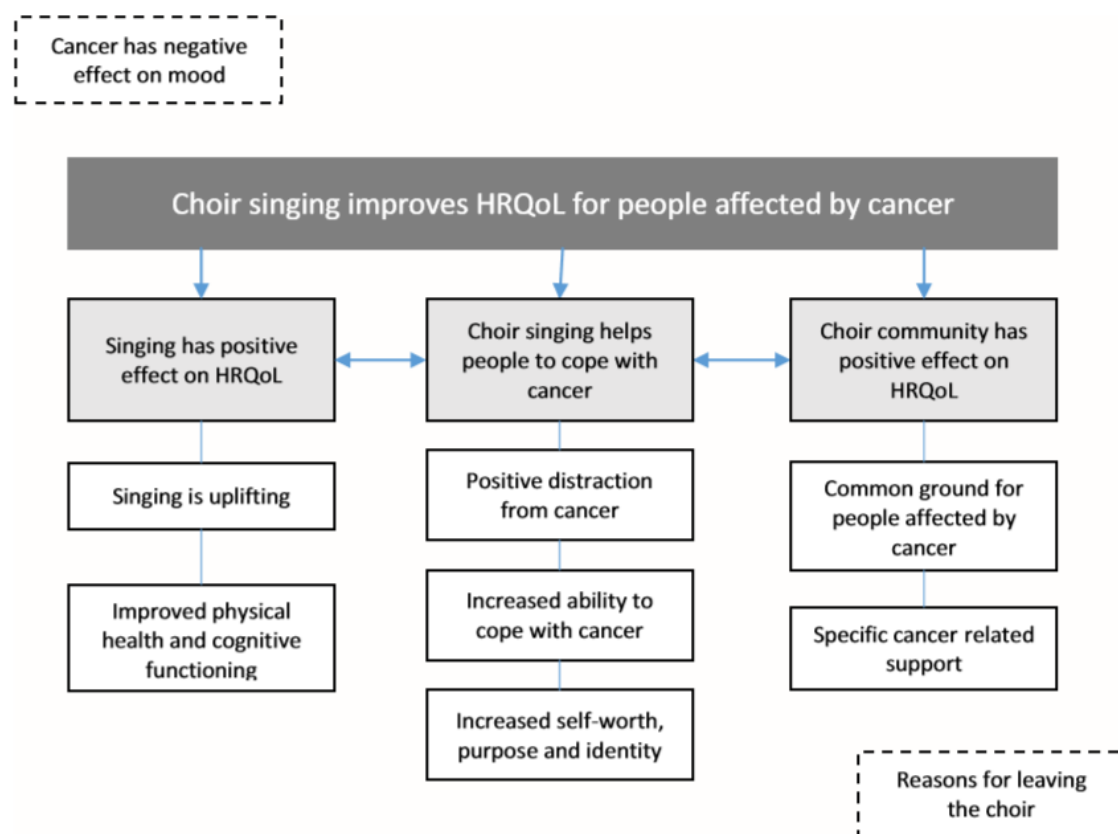 Cancer has negative
effect on mood
Choir singing improves HRQoL for people affected by cancer
Singing has positive
effect on HRQoL
Choir singing helps
people to cope with
cancer
Choir community has
positive effect on
HRQoL
Singing is uplifting
Improved physical
health and cognitive
functioning
Positive distraction
from cancer
Increased ability to
cope with cancer
Increased self-worth,
purpose and identity
Common ground for
people affected by
cancer
Specific cancer related
support
Reasons for leaving
the choir